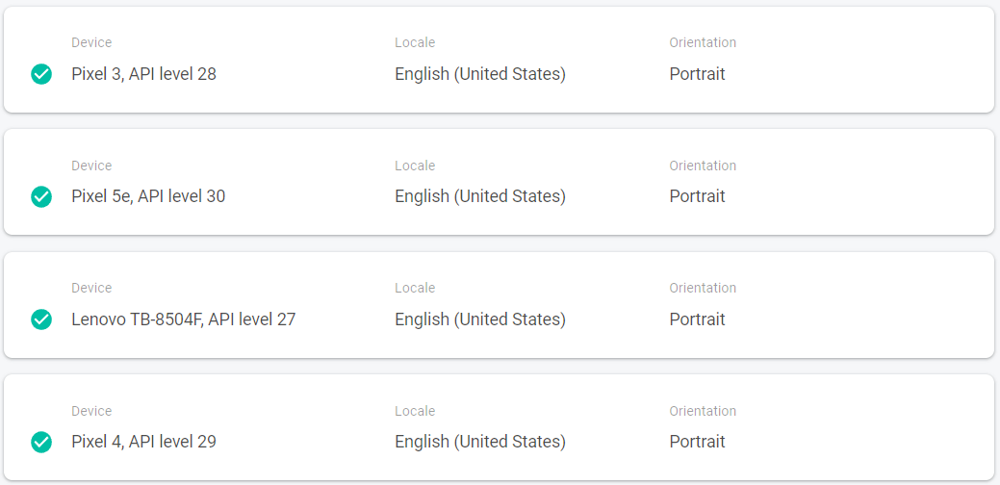 Device Locale Orientation
Pixel 3, API level 28 English (United States) Portrait
Device Locale Orientation
Pixel 5e, API level 30 English (United States) Portrait
Device Locale Orientation
Lenovo TB-8504F, API level 27 English (United States) Portrait
Device Locale Orientation
Pixel 4, API level 29 English (United States) Portrait